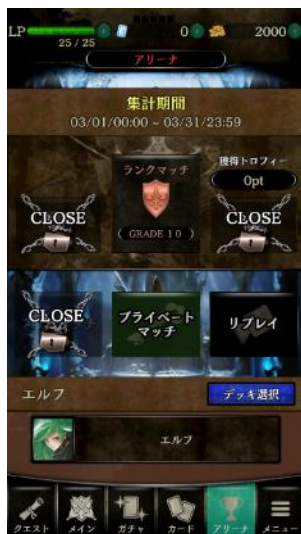 LP
25 / 25
0
2000
アリーナ
集計期間
03/01/00:00 ~ 03/31/23:59
ランクマッチ
獲得トロフィー
0pt
CLOSE
GRADE 10
CLOSE
CLOSE
プライベート
マッチ
リプレイ
エルフ
デッキ選択
エルフ
クエスト
メイン
ガチャ
カード
アリーナ
メニュー